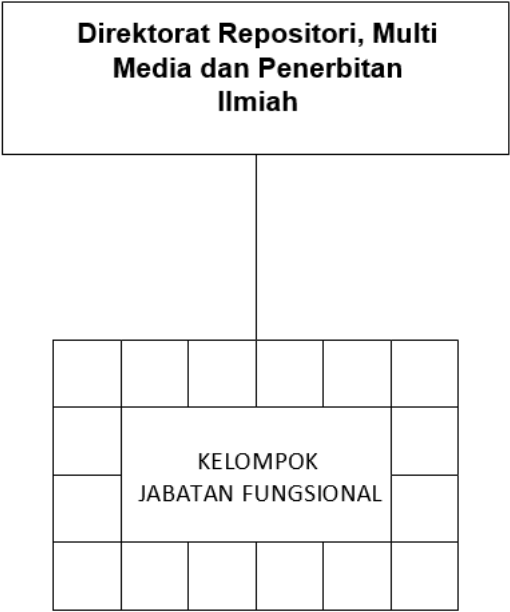 Direktorat Repositori, Multi
Media dan Penerbitan
Ilmiah
KELOMPOK
JABATAN FUNGSIONAL